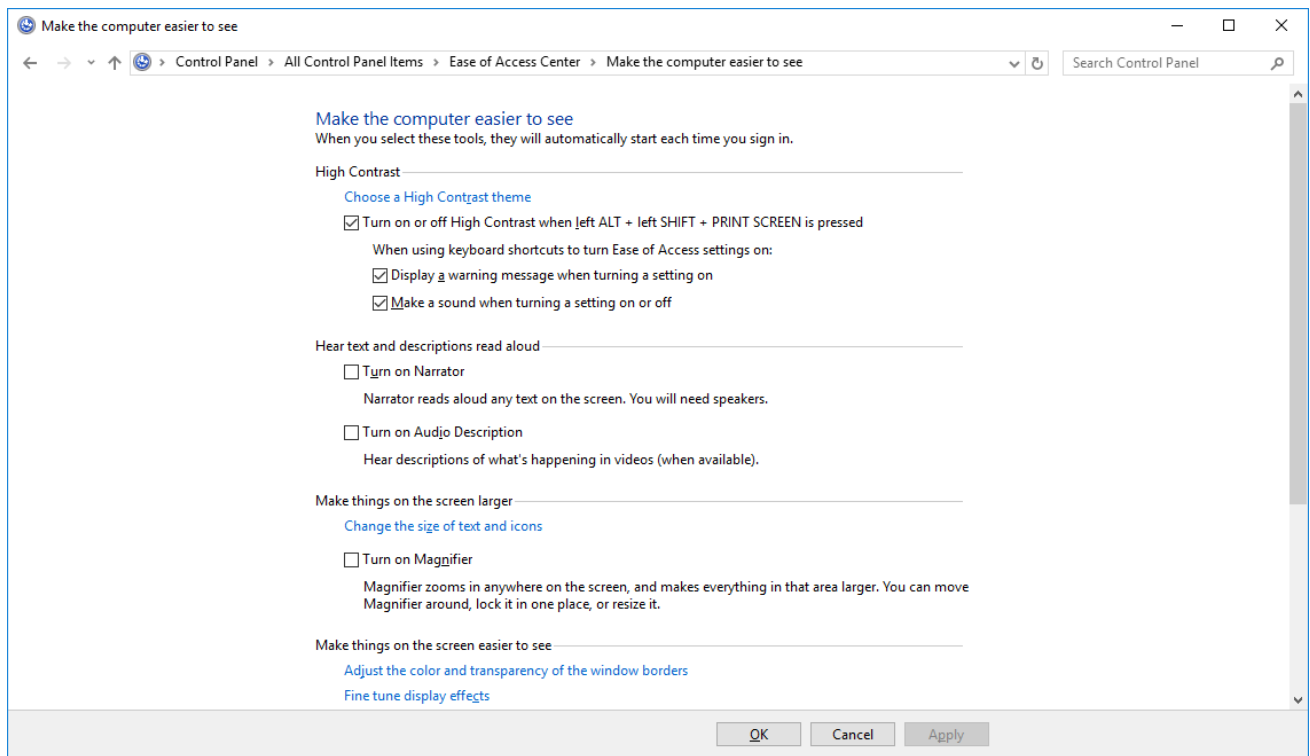 Make the computer easier to see
Control Panel > All Control Panel Items > Ease of Access Center > Make the computer easier to see
Search Control Panel
Make the computer easier to see
When you select these tools, they will automatically start each time you sign in.
High Contrast
Choose a High Contrast theme
Turn on or off High Contrast when left ALT + left SHIFT + PRINT SCREEN is pressed
When using keyboard shortcuts to turn Ease of Access settings on:
Display a warning message when turning a setting on
Make a sound when turning a setting on or off
Hear text and descriptions read aloud
Turn on Narrator
Narrator reads aloud any text on the screen. You will need speakers.
Turn on Audio Description
Hear descriptions of what's happening in videos (when available).
Make things on the screen larger
Change the size of text and icons
Turn on Magnifier
Magnifier zooms in anywhere on the screen, and makes everything in that area larger. You can move
Magnifier around, lock it in one place, or resize it.
Make things on the screen easier to see
Adjust the color and transparency of the window borders
Fine tune display effects
OK Cancel Apply